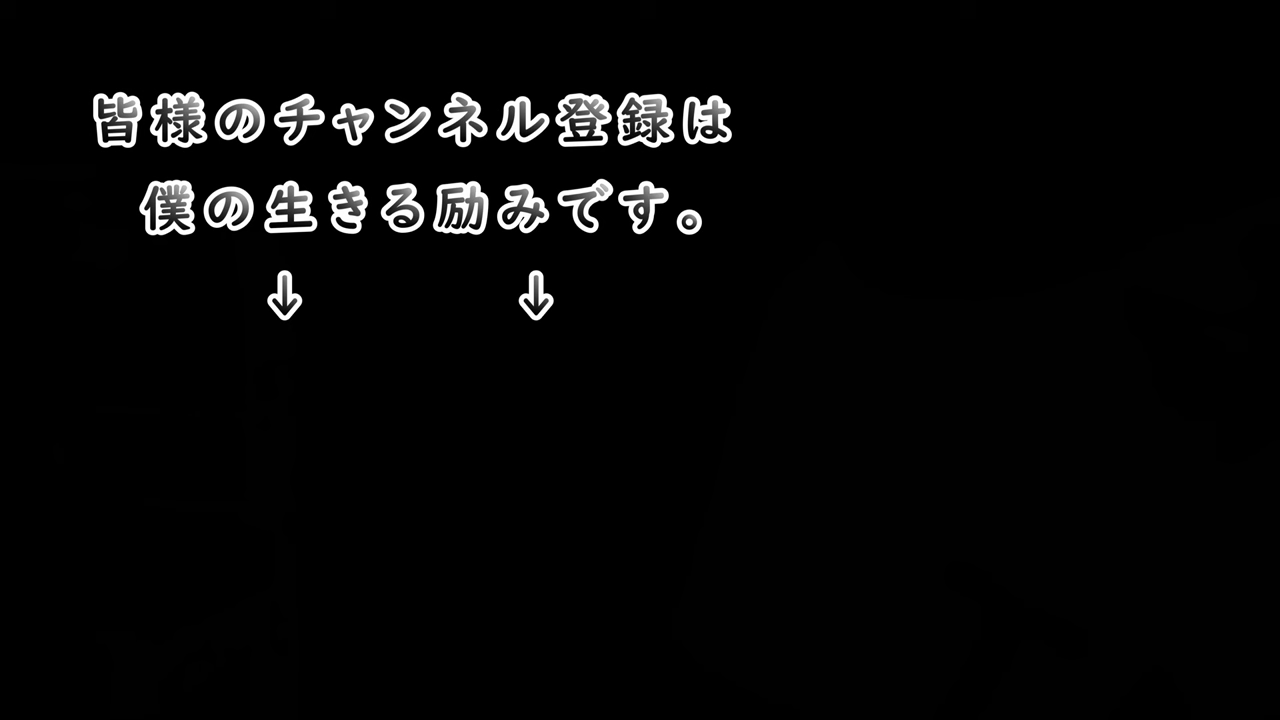 皆様のチャンネル登録は
僕の生きる励みです。
↓ ↓